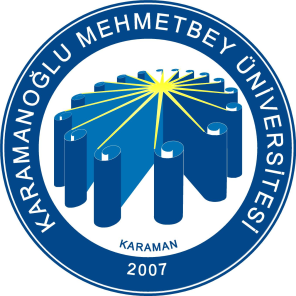 KARAMANOĞLU MEHMETBEY ÜNİVERSİTESİ
KARAMAN
2007